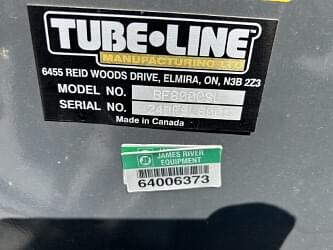 TUBE•LINE
MANUFACTURING LTD
6455 REID WOODS DRIVE, ELMIRA, ON, N3B 2Z3
MODEL NO.
SERIAL NO.
Made in Canada
JAMES RIVER
EQUIPMENT
64006373